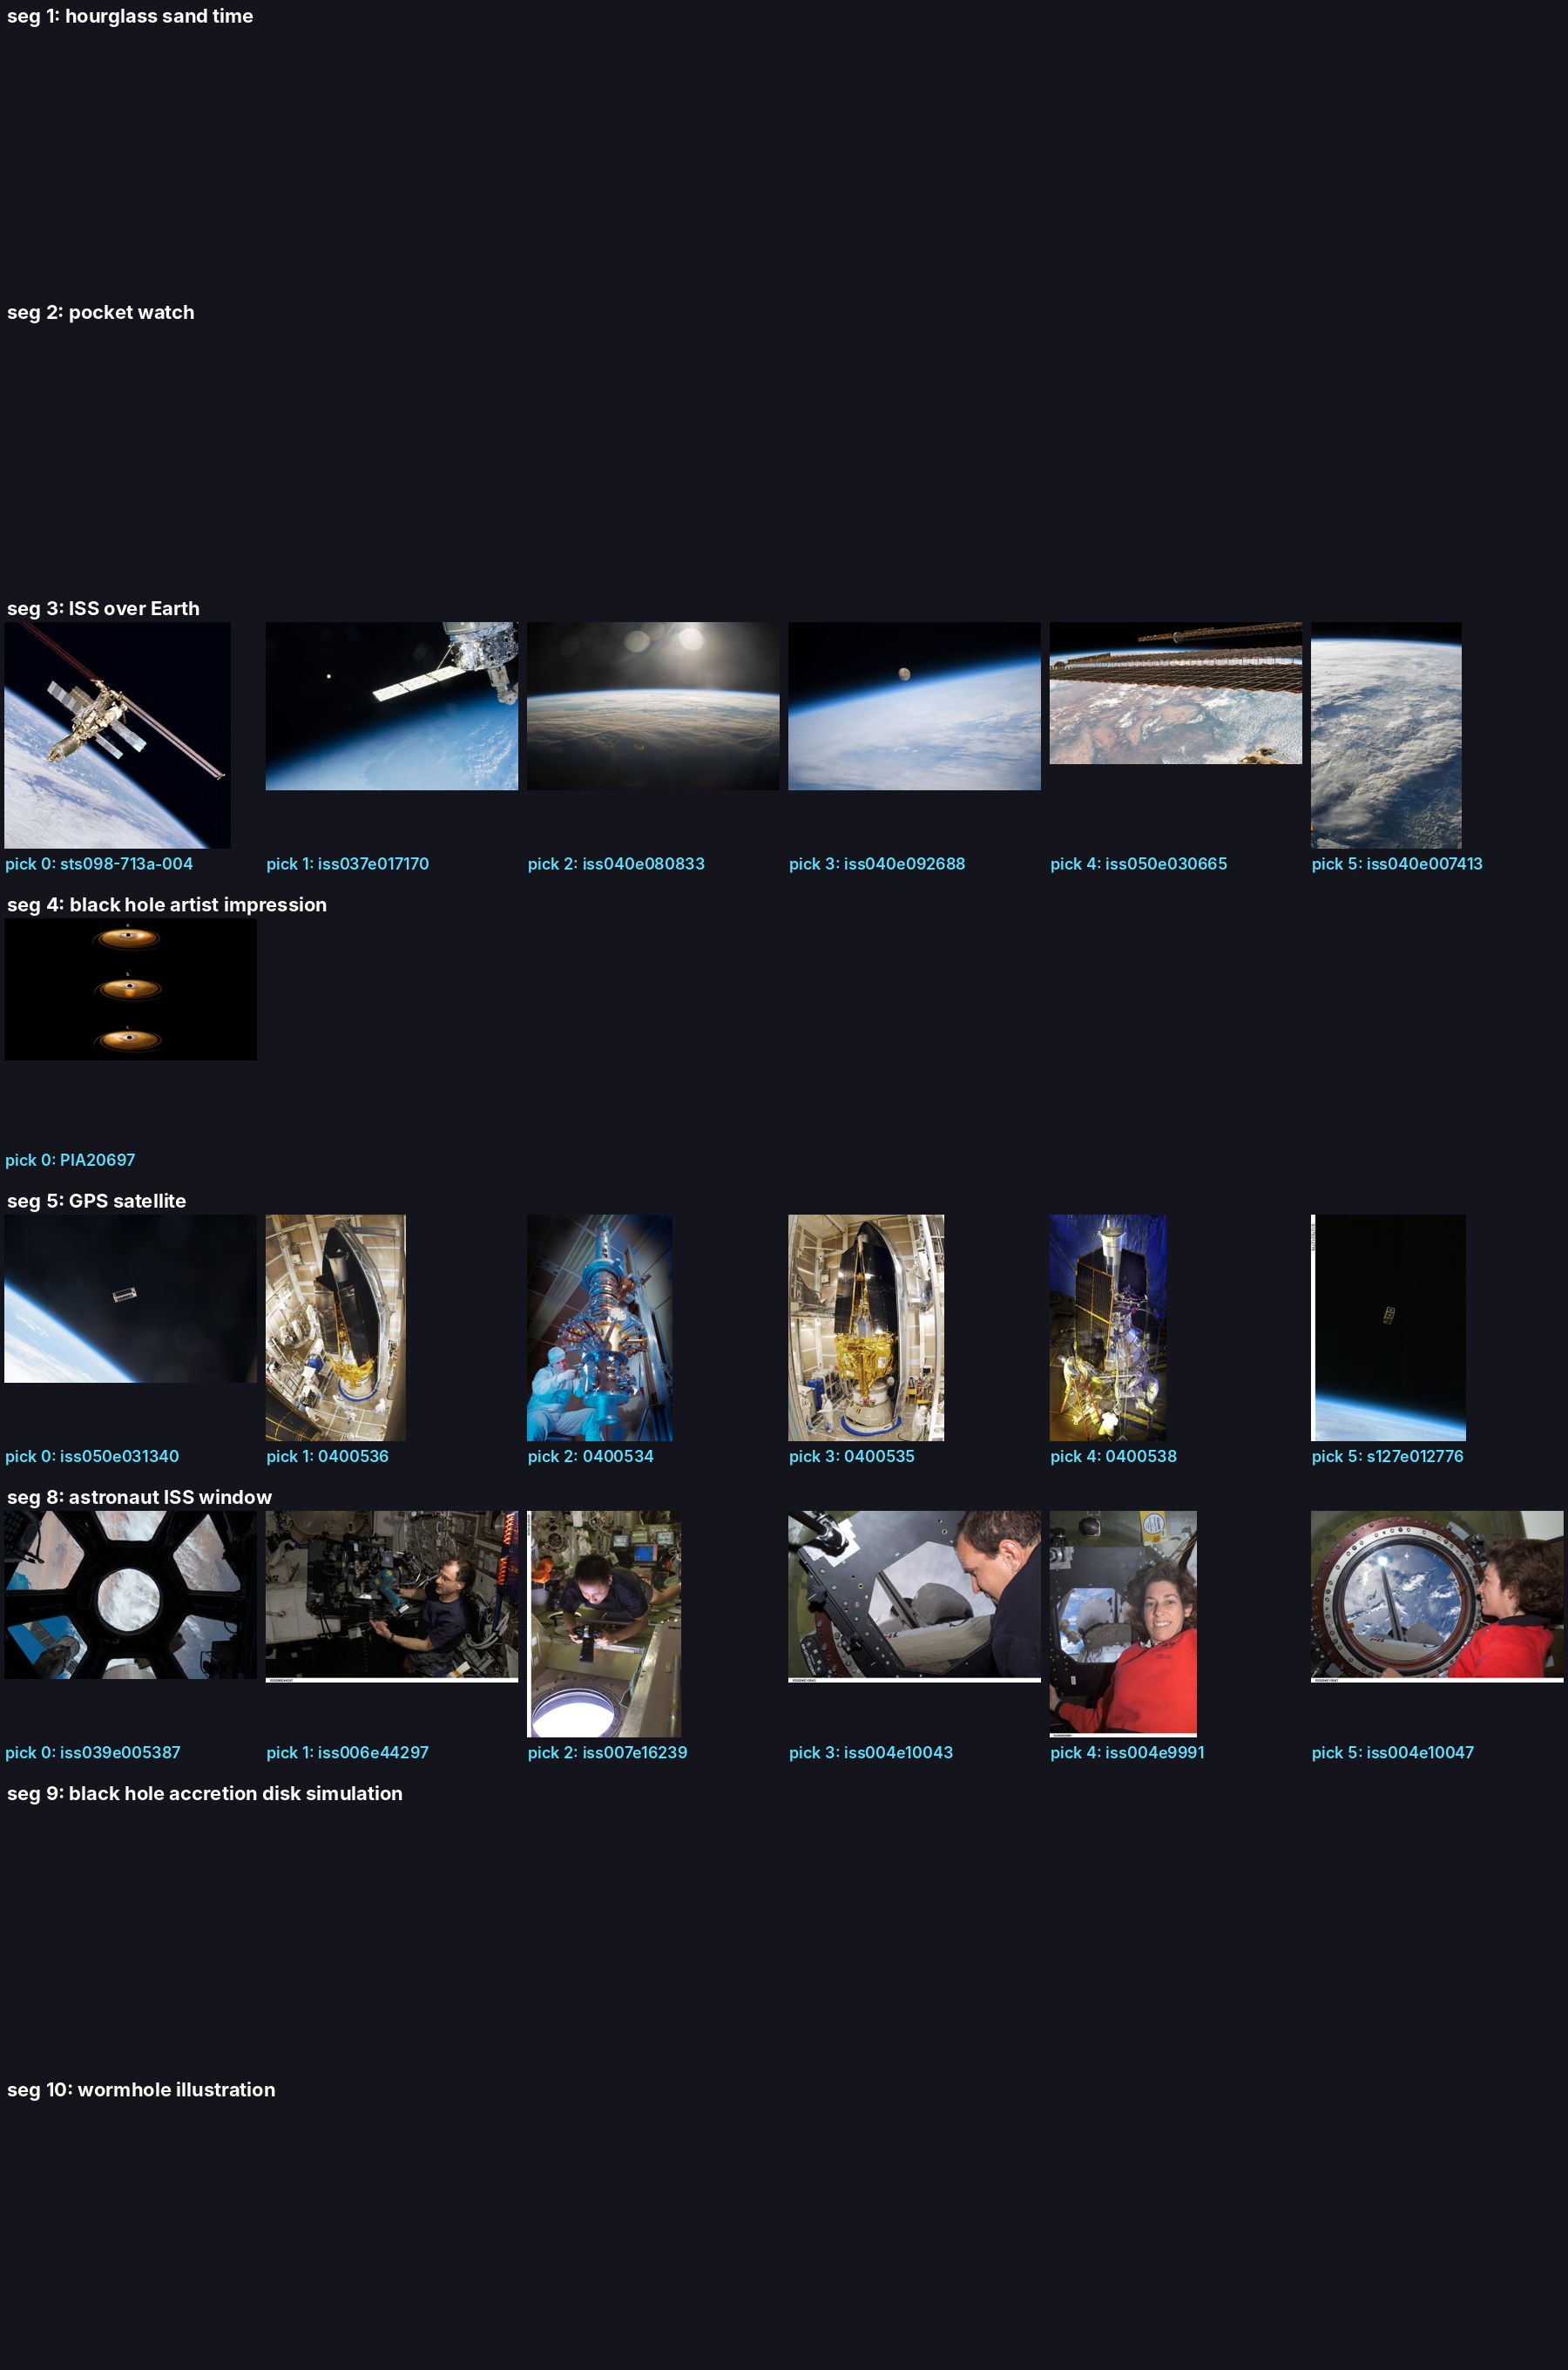 seg 1: hourglass sand time
seg 2: pocket watch
seg 3: ISS over Earth
pick 0: sts098-713a-004
pick 1: iss037e017170
pick 2: iss040e080833
pick 3: iss040e092688
pick 4: iss050e030665
pick 5: iss040e007413
seg 4: black hole artist impression
pick 0: PIA20697
seg 5: GPS satellite
pick 0: iss050e031340
pick 1: 0400536
pick 2: 0400534
pick 3: 0400535
pick 4: 0400538
pick 5: s127e012776
seg 8: astronaut ISS window
pick 0: iss039e005387
pick 1: iss006e44297
pick 2: iss007e16239
pick 3: iss004e10043
pick 4: iss004e9991
pick 5: iss004e10047
seg 9: black hole accretion disk simulation
seg 10: wormhole illustration